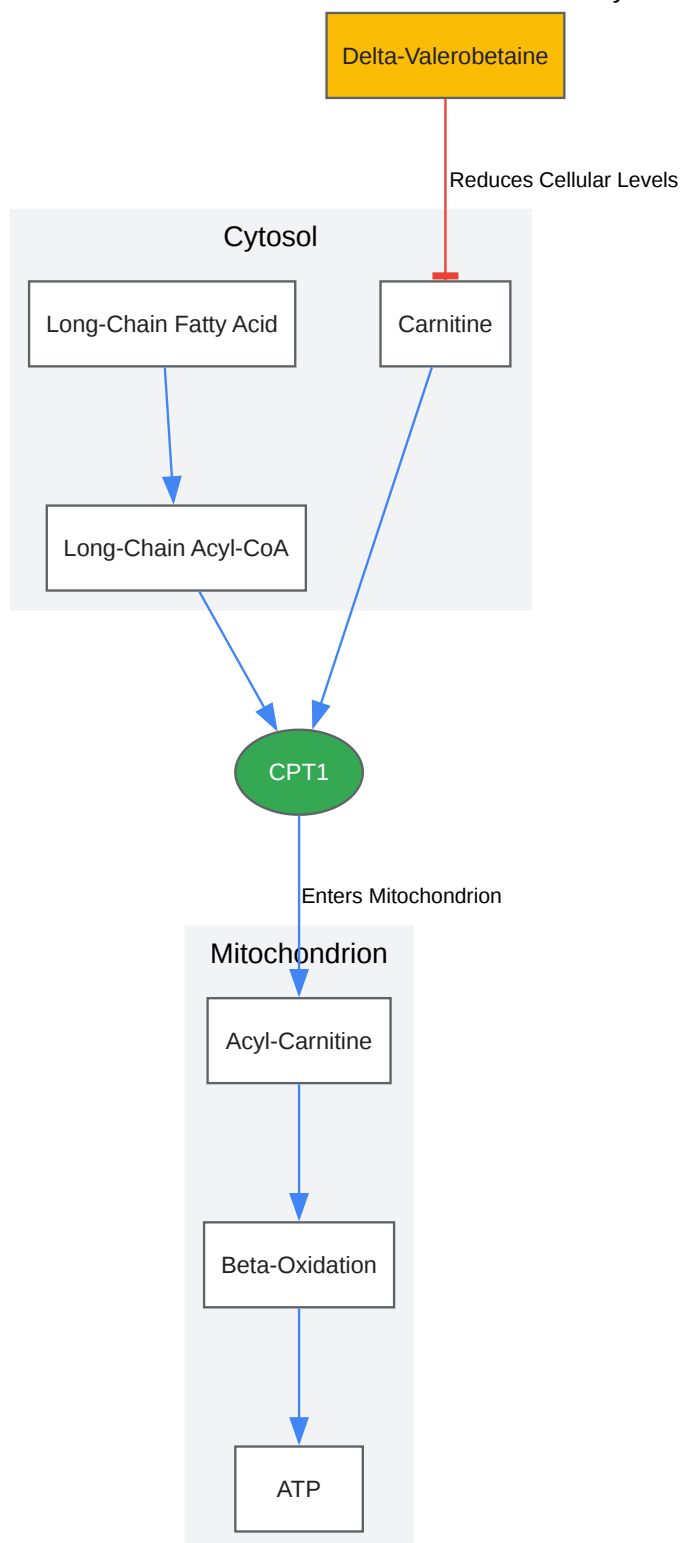 Delta-Valerobetaine
Reduces Cellular Levels
Cytosol
Long-Chain Fatty Acid
Carnitine
Long-Chain Acyl-CoA
CPT1
Enters Mitochondrion
Mitochondrion
Acyl-Carnitine
Beta-Oxidation
ATP